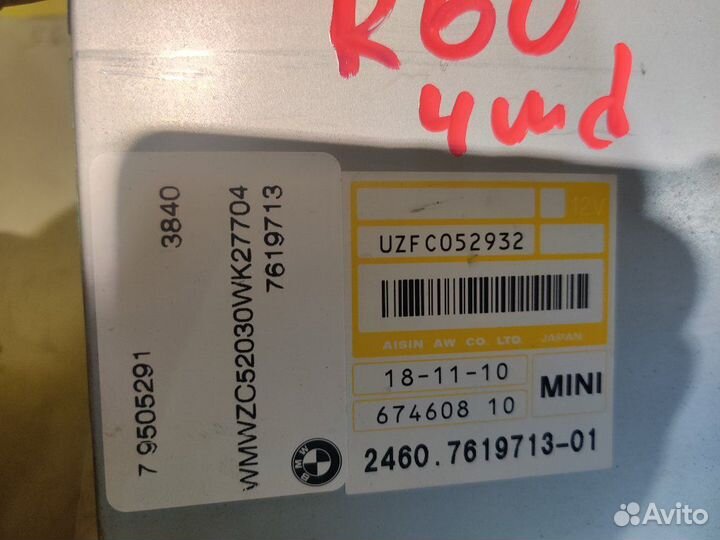 R60
4wd
7 9505291
3840
WMWZC52030WK27704
7619713
BMW
12V
UZFC052932
AISIN AW CO. LTD. JAPAN
18-11-10
674608 10
MINI
2460.7619713-01
Avito